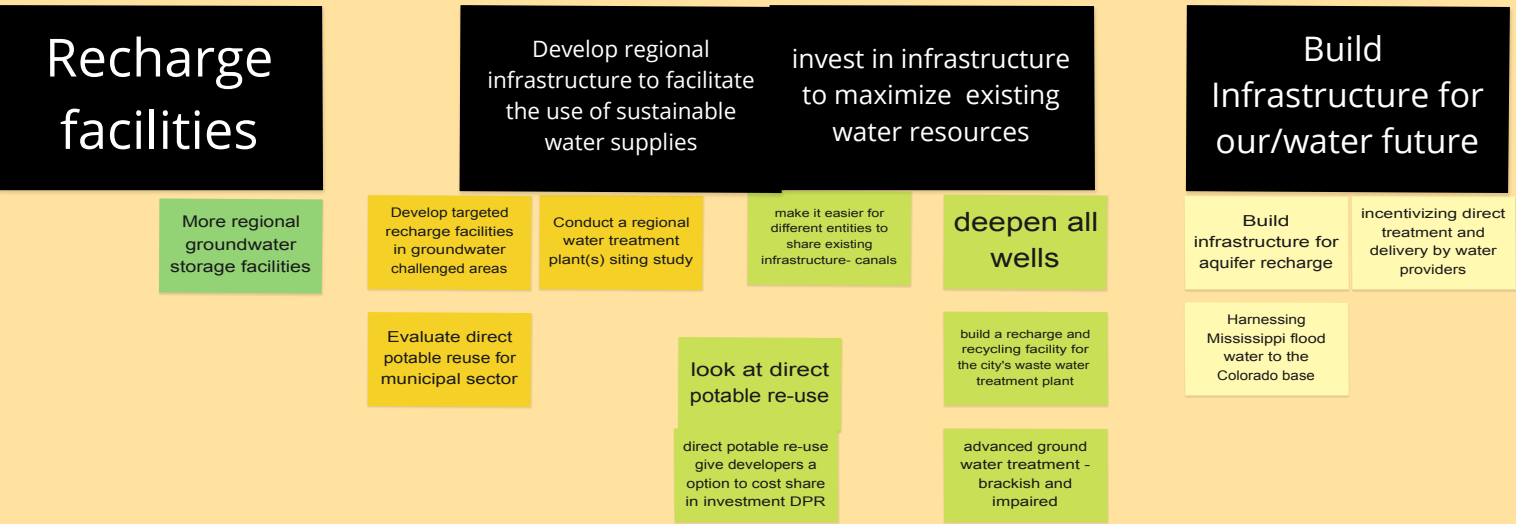 Recharge
facilities
Develop regional
infrastructure to facilitate
the use of sustainable
water supplies
invest in infrastructure
to maximize  existing
water resources
Build
Infrastructure for
our/water future
More regional
groundwater
storage facilities
Develop targeted
recharge facilities
in groundwater
challenged areas
Conduct a regional
water treatment
plant(s) siting study
make it easier for
different entities to
share existing
infrastructure- canals
deepen all
wells
Build
infrastructure for
aquifer recharge
incentivizing direct
treatment and
delivery by water
providers
Evaluate direct
potable reuse for
municipal sector
look at direct
potable re-use
build a recharge and
recycling facility for
the city's waste water
treatment plant
Harnessing
Mississippi flood
water to the
Colorado base
direct potable re-use
give developers a
option to cost share
in investment DPR
advanced ground
water treatment -
brackish and
impaired